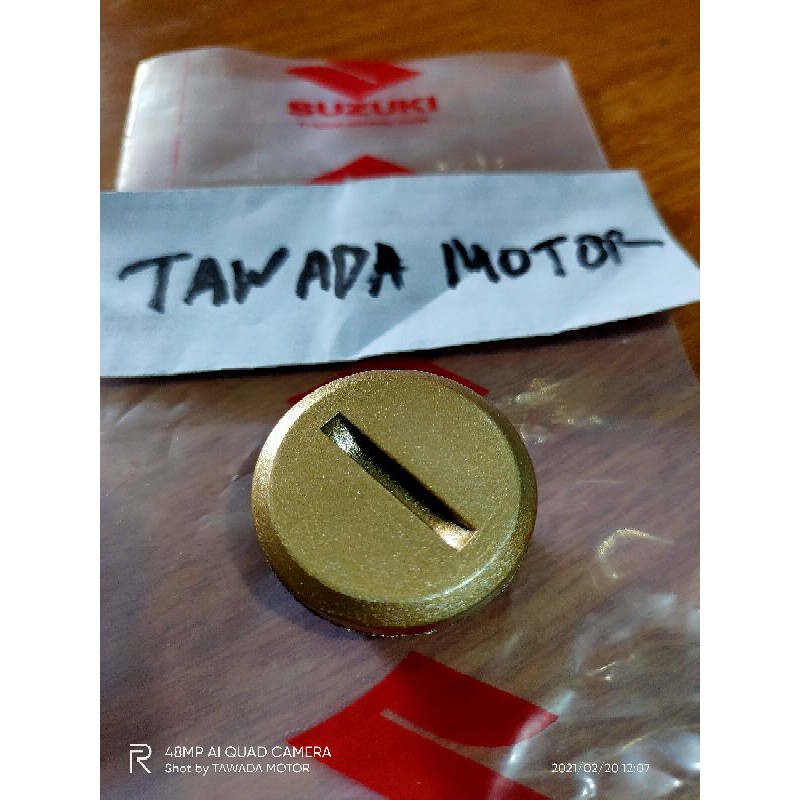 SUZUKI
TAWADA MOTOR
48MP AI QUAD CAMERA
Shot by TAWADA MOTOR
2021/02/20 12:07